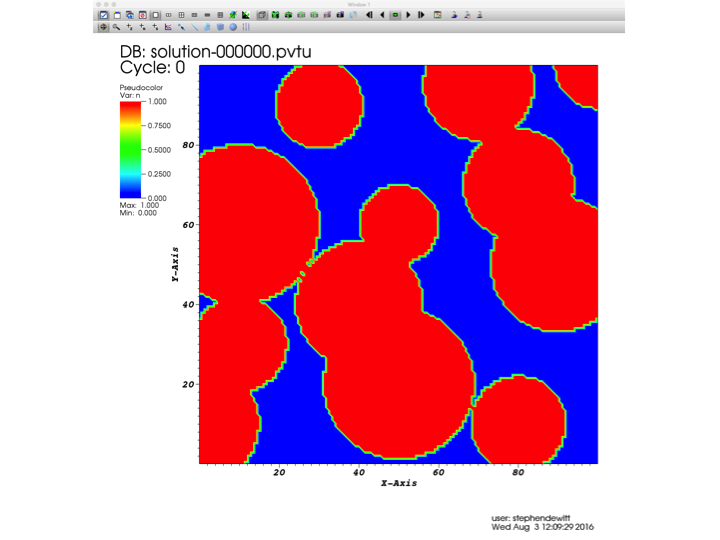 Window 1
DB: solution-000000.pvtu
Cycle: 0
Pseudocolor
Var: n
1.000
0.7500
0.5000
0.2500
0.000
Max: 1.000
Min: 0.000
80
60
40
20
Y-Axis
20 40 60 80
X-Axis
user: stephendewitt
Wed Aug 3 12:09:29 2016